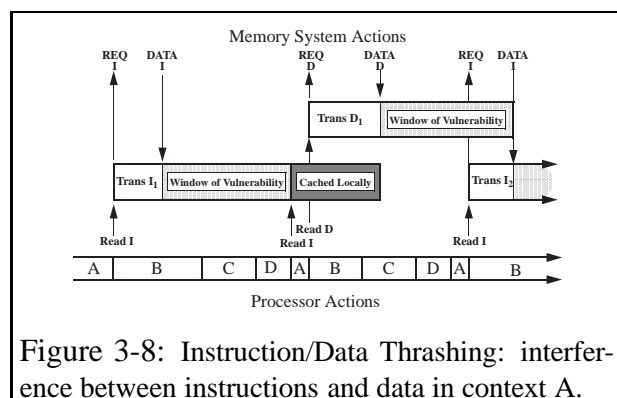 Memory System Actions
REQ I
DATA I
REQ D
DATA D
REQ I
DATA I
Trans D1
Window of Vulnerability
Trans I1
Window of Vulnerability
Cached Locally
Trans I2
Read I
Read I
Read D
Read I
A B C D A B C D A B
Processor Actions
Figure 3-8: Instruction/Data Thrashing: interfer-
ence between instructions and data in context A.